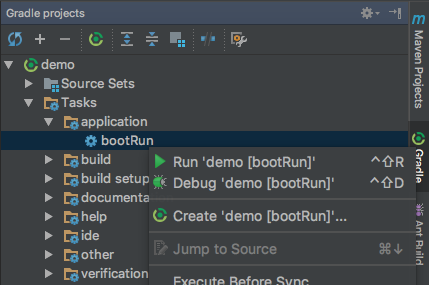 Gradle projects
demo
Source Sets
Tasks
application
bootRun
build
build setup
documenta
help
ide
other
verification
Run 'demo [bootRun]' ^⇧R
Debug 'demo [bootRun]' ^⇧D
Create 'demo [bootRun]'...
Jump to Source ⌘↓
Execute Before Sync
Maven Projects
Gradle
Ant Build